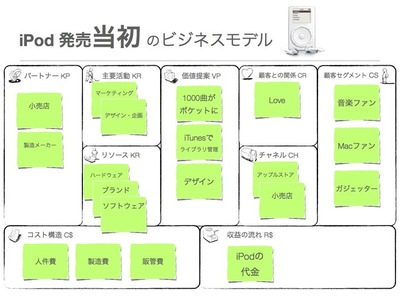 iPod 発売当初 のビジネスモデル
パートナー KP
小売店
製造メーカー
主要活動 KR
マーケティング
デザイン・企画
リソース KR
ハードウェア
ブランド
ソフトウェア
価値提案 VP
1000曲が
ポケットに
iTunesで
ライブラリ管理
デザイン
顧客との関係 CR
Love
チャネル CH
アップルストア
小売店
顧客セグメント CS
音楽ファン
Macファン
ガジェッター
コスト構造 C$
人件費
製造費
販管費
収益の流れ R$
iPodの
代金